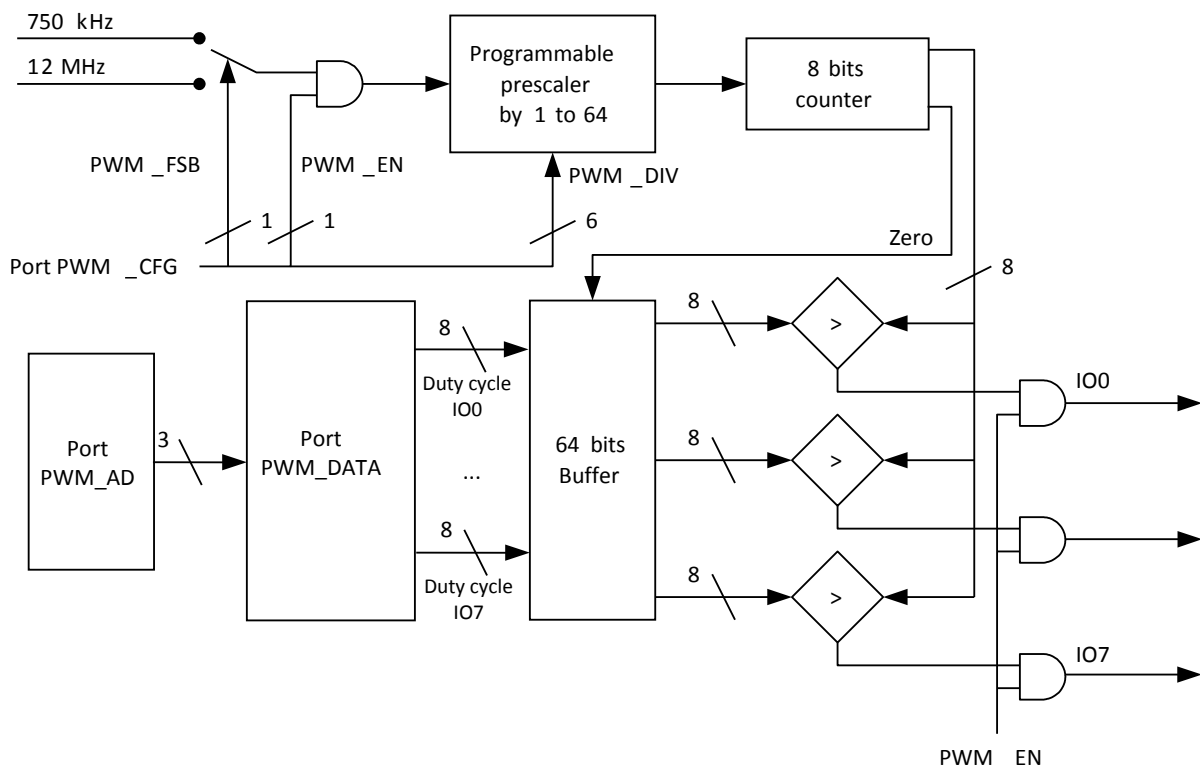 750 kHz
12 MHz
Programmable
prescaler
by 1 to 64
8 bits
counter
PWM _FSB
PWM _EN
PWM _DIV
1
1
6
Port PWM _CFG
Zero
8
Port
PWM_AD
3
Port
PWM_DATA
8
Duty cycle
IO0
...
8
Duty cycle
IO7
64 bits
Buffer
8
>
8
>
8
>
IO0
IO7
PWM _EN